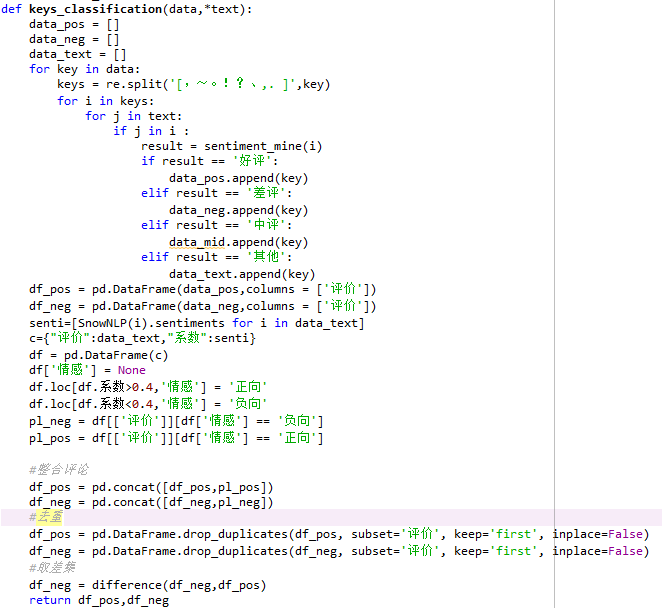 def keys_classification(data,*text):
    data_pos = []
    data_neg = []
    data_text = []
    for key in data:
        keys = re.split('[，～。！？、,. ]',key)
        for i in keys:
            for j in text:
                if j in i :
                    result = sentiment_mine(i)
                    if result == '好评':
                        data_pos.append(key)
                    elif result == '差评':
                        data_neg.append(key)
                    elif result == '中评':
                        data_mid.append(key)
                    elif result == '其他':
                        data_text.append(key)
    df_pos = pd.DataFrame(data_pos,columns = ['评价'])
    df_neg = pd.DataFrame(data_neg,columns = ['评价'])
    senti=[SnowNLP(i).sentiments for i in data_text]
    c={"评价":data_text,"系数":senti}
    df = pd.DataFrame(c)
    df['情感'] = None
    df.loc[df.系数>0.4,'情感'] = '正向'
    df.loc[df.系数<0.4,'情感'] = '负向'
    pl_neg = df[['评价']][df['情感'] == '负向']
    pl_pos = df[['评价']][df['情感'] == '正向']
    #整合评论
    df_pos = pd.concat([df_pos,pl_pos])
    df_neg = pd.concat([df_neg,pl_neg])
    #去重
    df_pos = pd.DataFrame.drop_duplicates(df_pos, subset='评价', keep='first', inplace=False)
    df_neg = pd.DataFrame.drop_duplicates(df_neg, subset='评价', keep='first', inplace=False)
    #取差集
    df_neg = difference(df_neg,df_pos)
    return df_pos,df_neg